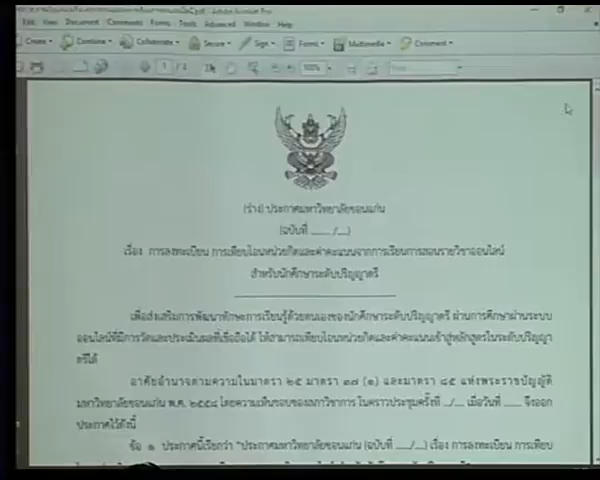 Edit View Document Comments Forms Tools Advanced Window Help
Create Combine Collaborate Secure Sign Forms Multimedia Comment
1 / 4 100%
(ร่าง) ประกาศมหาวิทยาลัยขอนแก่น
(ฉบับที่ ...... /...)
เรื่อง การลงทะเบียน การเทียบโอนหน่วยกิตและค่าคะแนนจากการเรียนการสอนรายวิชาออนไลน์
สำหรับนักศึกษาระดับปริญญาตรี
เพื่อส่งเสริมการพัฒนาทักษะการเรียนรู้ด้วยตนเองของนักศึกษาระดับปริญญาตรี ผ่านการศึกษาผ่านระบบ
ออนไลน์ที่มีการวัดและประเมินผลที่เชื่อถือได้ ให้สามารถเทียบโอนหน่วยกิตและค่าคะแนนเข้าสู่หลักสูตรในระดับปริญญา
ตรีได้
อาศัยอำนาจตามความในมาตรา ๒๕ มาตรา ๓๗ (๑) และมาตรา ๘๔ แห่งพระราชบัญญัติ
มหาวิทยาลัยขอนแก่น พ.ศ. ๒๕๕๘ โดยความเห็นชอบของสภาวิชาการ ในคราวประชุมครั้งที่ ../... เมื่อวันที่ ..... จึงออก
ประกาศไว้ดังนี้
ข้อ ๑ ประกาศนี้เรียกว่า "ประกาศมหาวิทยาลัยขอนแก่น (ฉบับที่ ..../...) เรื่อง การลงทะเบียน การเทียบ